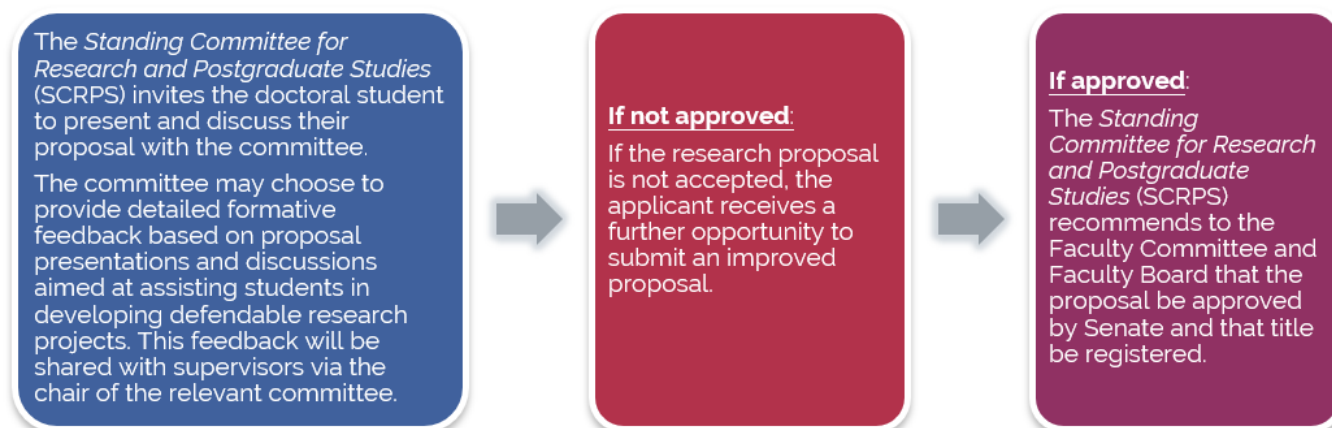 The Standing Committee for
Research and Postgraduate Studies
(SCRPS) invites the doctoral student
to present and discuss their
proposal with the committee.
The committee may choose to
provide detailed formative
feedback based on proposal
presentations and discussions
aimed at assisting students in
developing defendable research
projects. This feedback will be
shared with supervisors via the
chair of the relevant committee.
If not approved:
If the research proposal
is not accepted, the
applicant receives a
further opportunity to
submit an improved
proposal.
If approved:
The Standing
Committee for Research
and Postgraduate
Studies (SCRPS)
recommends to the
Faculty Committee and
Faculty Board that the
proposal be approved
by Senate and that title
be registered.